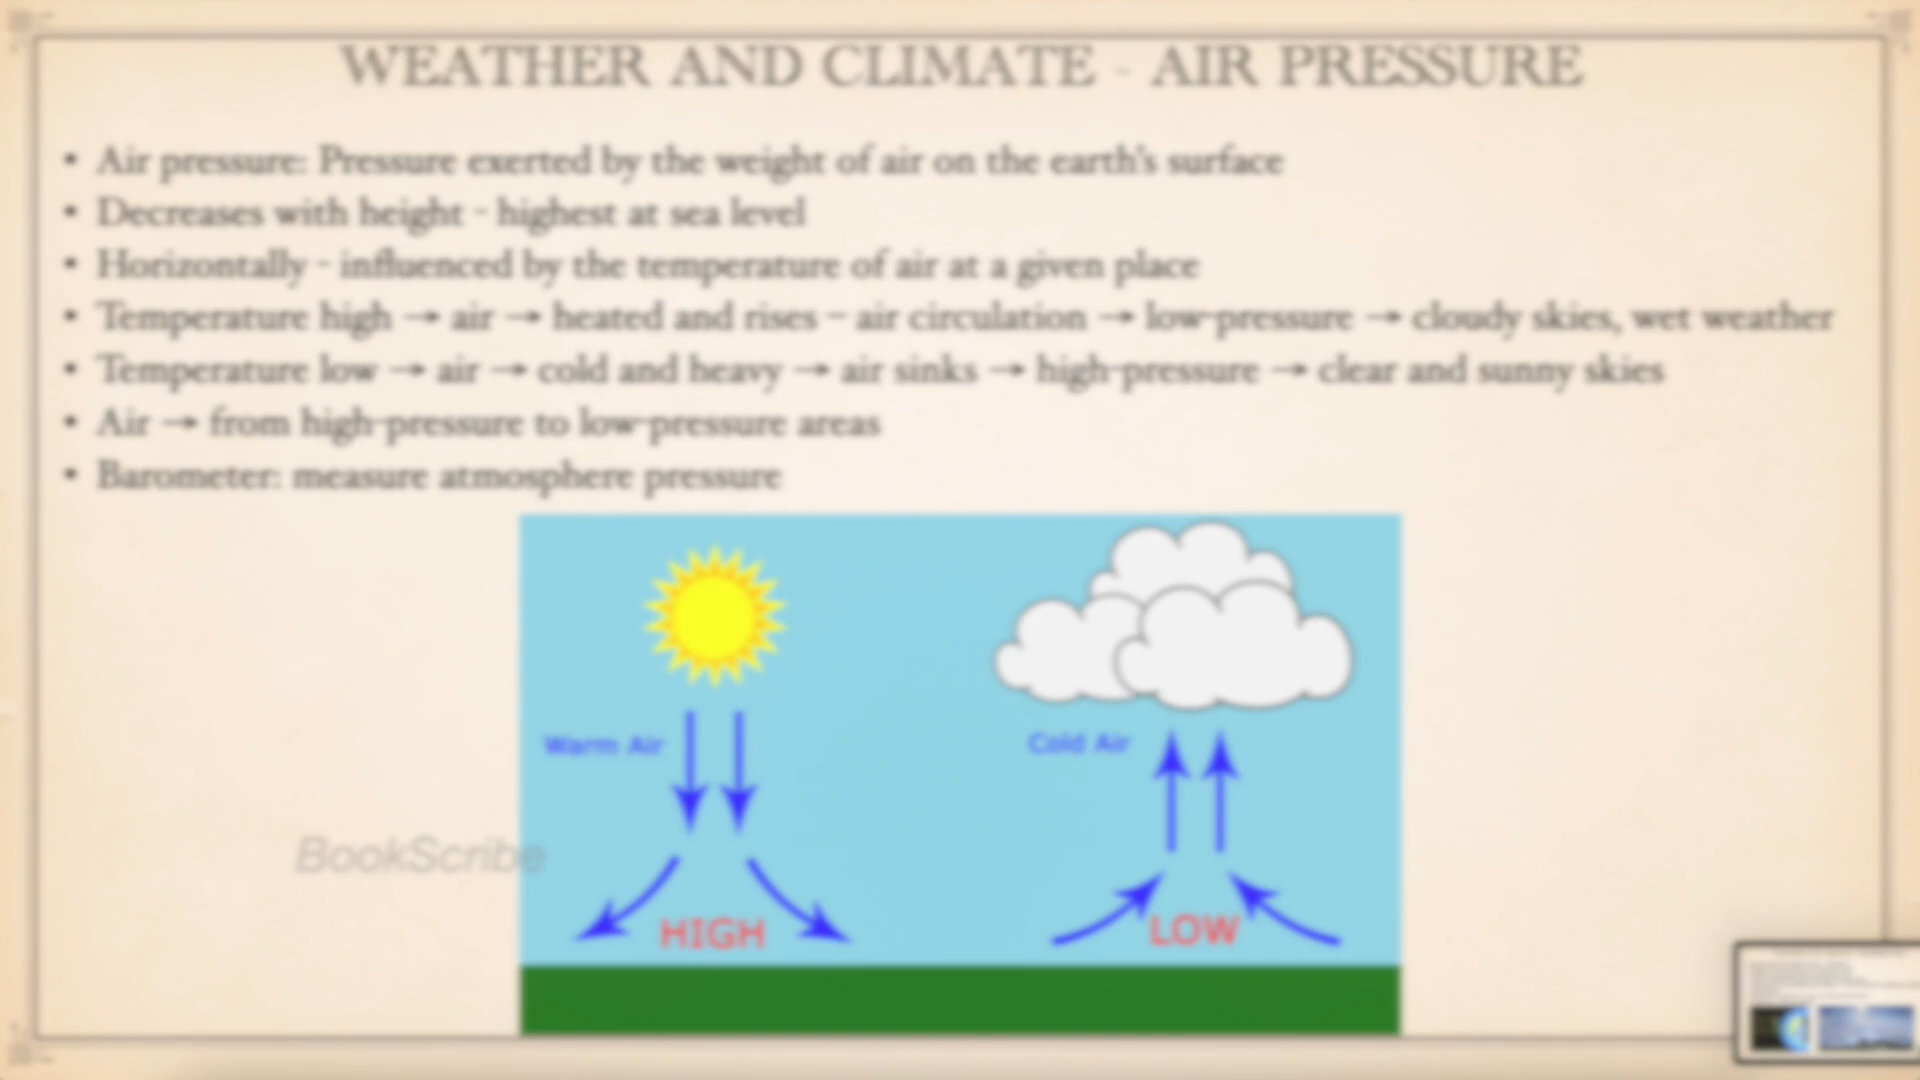 WEATHER AND CLIMATE - AIR PRESSURE
• Air pressure: Pressure exerted by the weight of air on the earth's surface
• Decreases with height - highest at sea level
• Horizontally - influenced by the temperature of air at a given place
• Temperature high → air → heated and rises – air circulation → low-pressure → cloudy skies, wet weather
• Temperature low → air → cold and heavy → air sinks → high-pressure → clear and sunny skies
• Air → from high-pressure to low-pressure areas
• Barometer: measure atmosphere pressure
Warm Air
Cold Air
BookScribe
HIGH
LOW